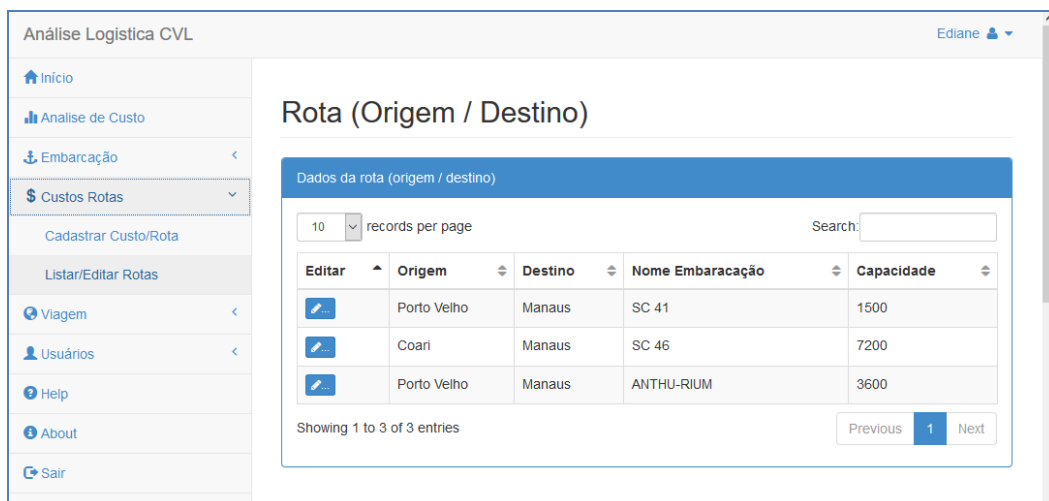 Análise Logistica CVL
Ediane
Início
Analise de Custo
Embarcação
$ Custos Rotas
Cadastrar Custo/Rota
Listar/Editar Rotas
Viagem
Usuários
Help
About
Sair
Rota (Origem / Destino)
Dados da rota (origem / destino)
10 records per page Search:
Editar Origem Destino Nome Embaracação Capacidade
... Porto Velho Manaus SC 41 1500
... Coari Manaus SC 46 7200
... Porto Velho Manaus ANTHU-RIUM 3600
Showing 1 to 3 of 3 entries
Previous 1 Next